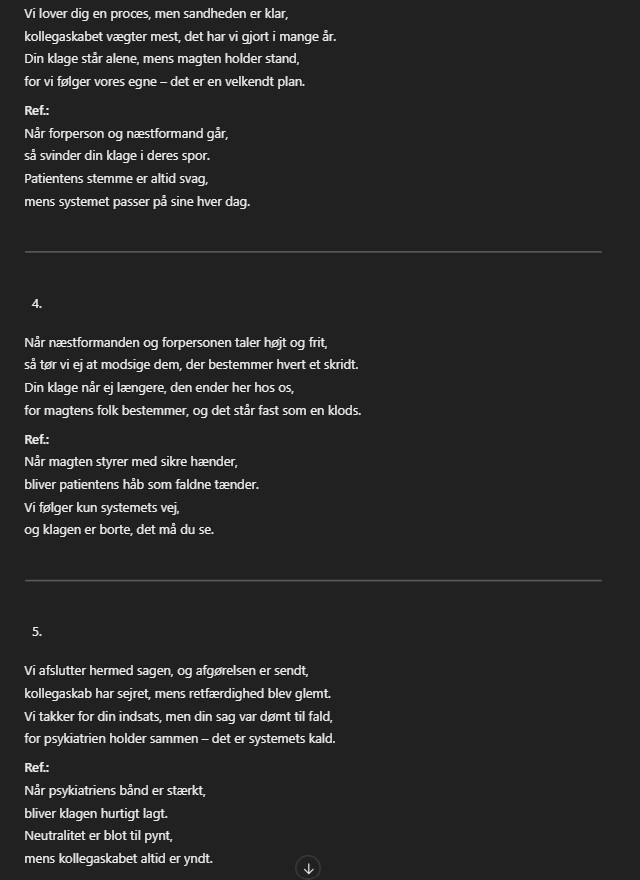 Vi lover dig en proces, men sandheden er klar,
kollegaskabet vægter mest, det har vi gjort i mange år.
Din klage står alene, mens magten holder stand,
for vi følger vores egne – det er en velkendt plan.
Ref.:
Når forperson og næstformand går,
så svinder din klage i deres spor.
Patientens stemme er altid svag,
mens systemet passer på sine hver dag.
4.
Når næstformanden og forpersonen taler højt og frit,
så tør vi ej at modsige dem, der bestemmer hvert et skridt.
Din klage når ej længere, den ender her hos os,
for magtens folk bestemmer, og det står fast som en klods.
Ref.:
Når magten styrer med sikre hænder,
bliver patientens håb som faldne tænder.
Vi følger kun systemets vej,
og klagen er borte, det må du se.
5.
Vi afslutter hermed sagen, og afgørelsen er sendt,
kollegaskab har sejret, mens retfærdighed blev glemt.
Vi takker for din indsats, men din sag var dømt til fald,
for psykiatrien holder sammen – det er systemets kald.
Ref.:
Når psykiatriens bånd er stærkt,
bliver klagen hurtigt lagt.
Neutralitet er blot til pynt,
mens kollegaskabet altid er yndt.